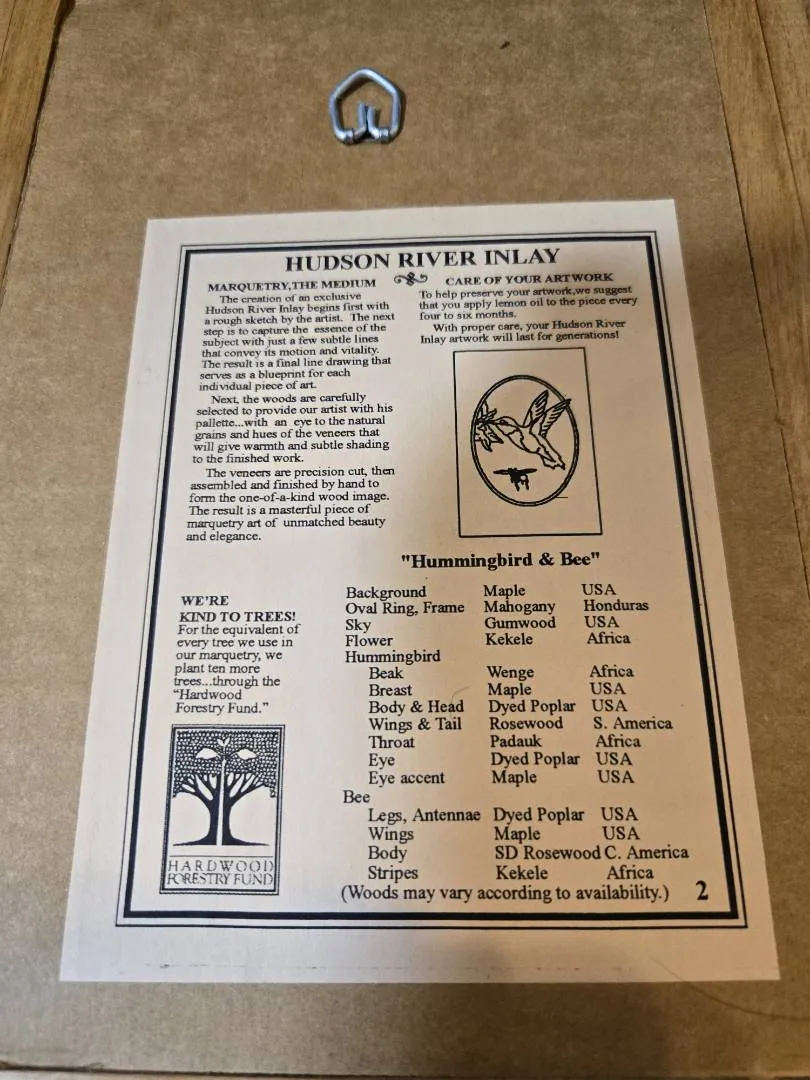 HUDSON RIVER INLAY
MARQUETRY,THE MEDIUM
The creation of an exclusive
Hudson River Inlay begins first with
a rough sketch by the artist. The next
step is to capture the essence of the
subject with just a few subtle lines
that convey its motion and vitality.
The result is a final line drawing that
serves as a blueprint for each
individual piece of art.
Next, the woods are carefully
selected to provide our artist with his
pallette...with an eye to the natural
grains and hues of the veneers that
will give warmth and subtle shading
to the finished work.
The veneers are precision cut, then
assembled and finished by hand to
form the one-of-a-kind wood image.
The result is a masterful piece of
marquetry art of unmatched beauty
and elegance.
CARE OF YOUR ARTWORK
To help preserve your artwork,we suggest
that you apply lemon oil to the piece every
four to six months.
With proper care, your Hudson River
Inlay artwork will last for generations!
"Hummingbird & Bee"
WE'RE
KIND TO TREES!
For the equivalent of
every tree we use in
our marquetry, we
plant ten more
trees...through the
"Hardwood
Forestry Fund."
HARDWOOD
FORESTRY FUND
Background Maple USA
Oval Ring, Frame Mahogany Honduras
Sky Gumwood USA
Flower Kekele Africa
Hummingbird
Beak Wenge Africa
Breast Maple USA
Body & Head Dyed Poplar USA
Wings & Tail Rosewood S. America
Throat Padauk Africa
Eye Dyed Poplar USA
Eye accent Maple USA
Bee
Legs, Antennae Dyed Poplar USA
Wings Maple USA
Body SD Rosewood C. America
Stripes Kekele Africa
(Woods may vary according to availability.) 2